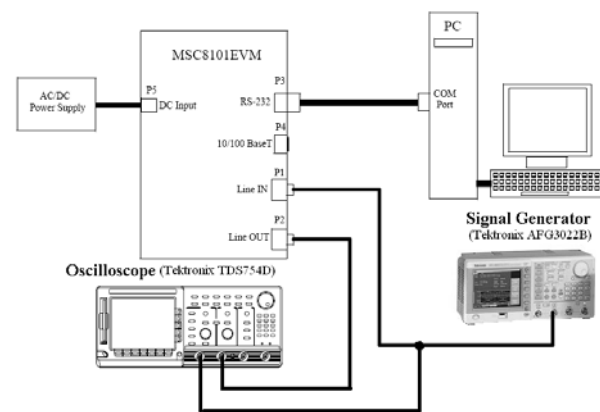 MSC8101EVM
PC
AC/DC
Power Supply
P5
DC Input
P3
RS-232
COM
Port
P4
10/100 BaseT
P1
Line IN
P2
Line OUT
Signal Generator
(Tektronix AFG3022B)
Oscilloscope (Tektronix TDS754D)